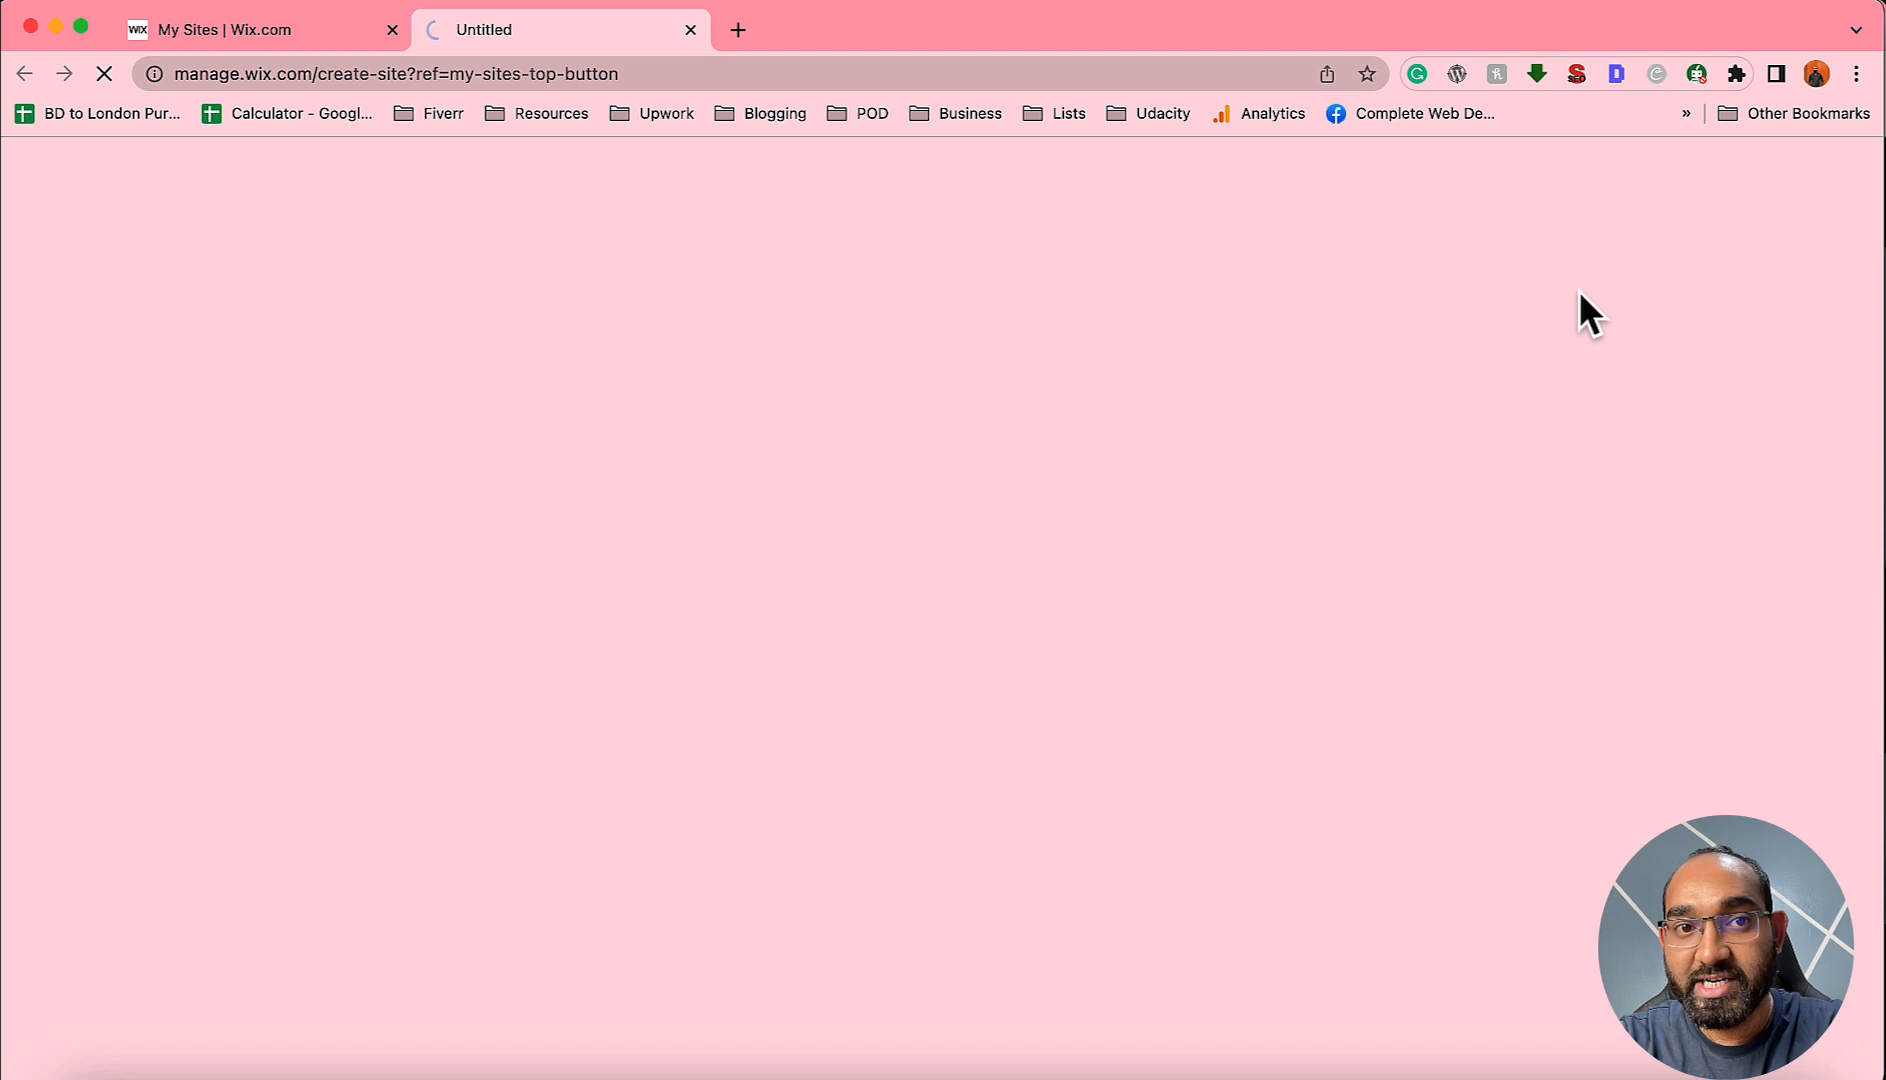 WIX My Sites | Wix.com Untitled
manage.wix.com/create-site?ref=my-sites-top-button
BD to London Pur... Calculator - Googl... Fiverr Resources Upwork Blogging POD Business Lists Udacity Analytics Complete Web De... » Other Bookmarks